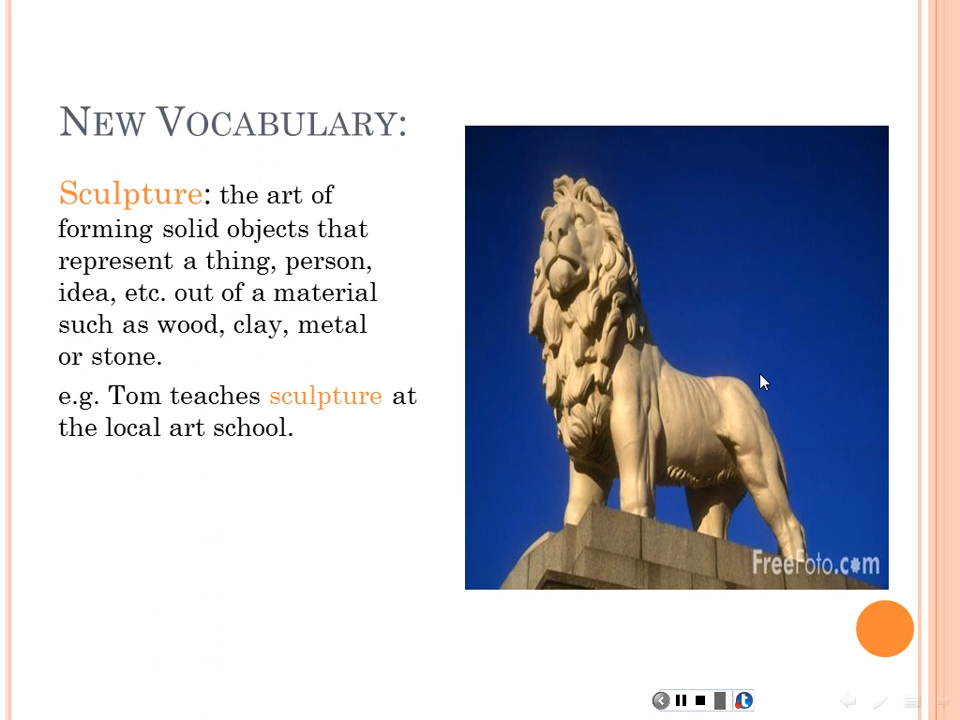 NEW VOCABULARY:
Sculpture: the art of
forming solid objects that
represent a thing, person,
idea, etc. out of a material
such as wood, clay, metal
or stone.
e.g. Tom teaches sculpture at
the local art school.
FreeFoto.com